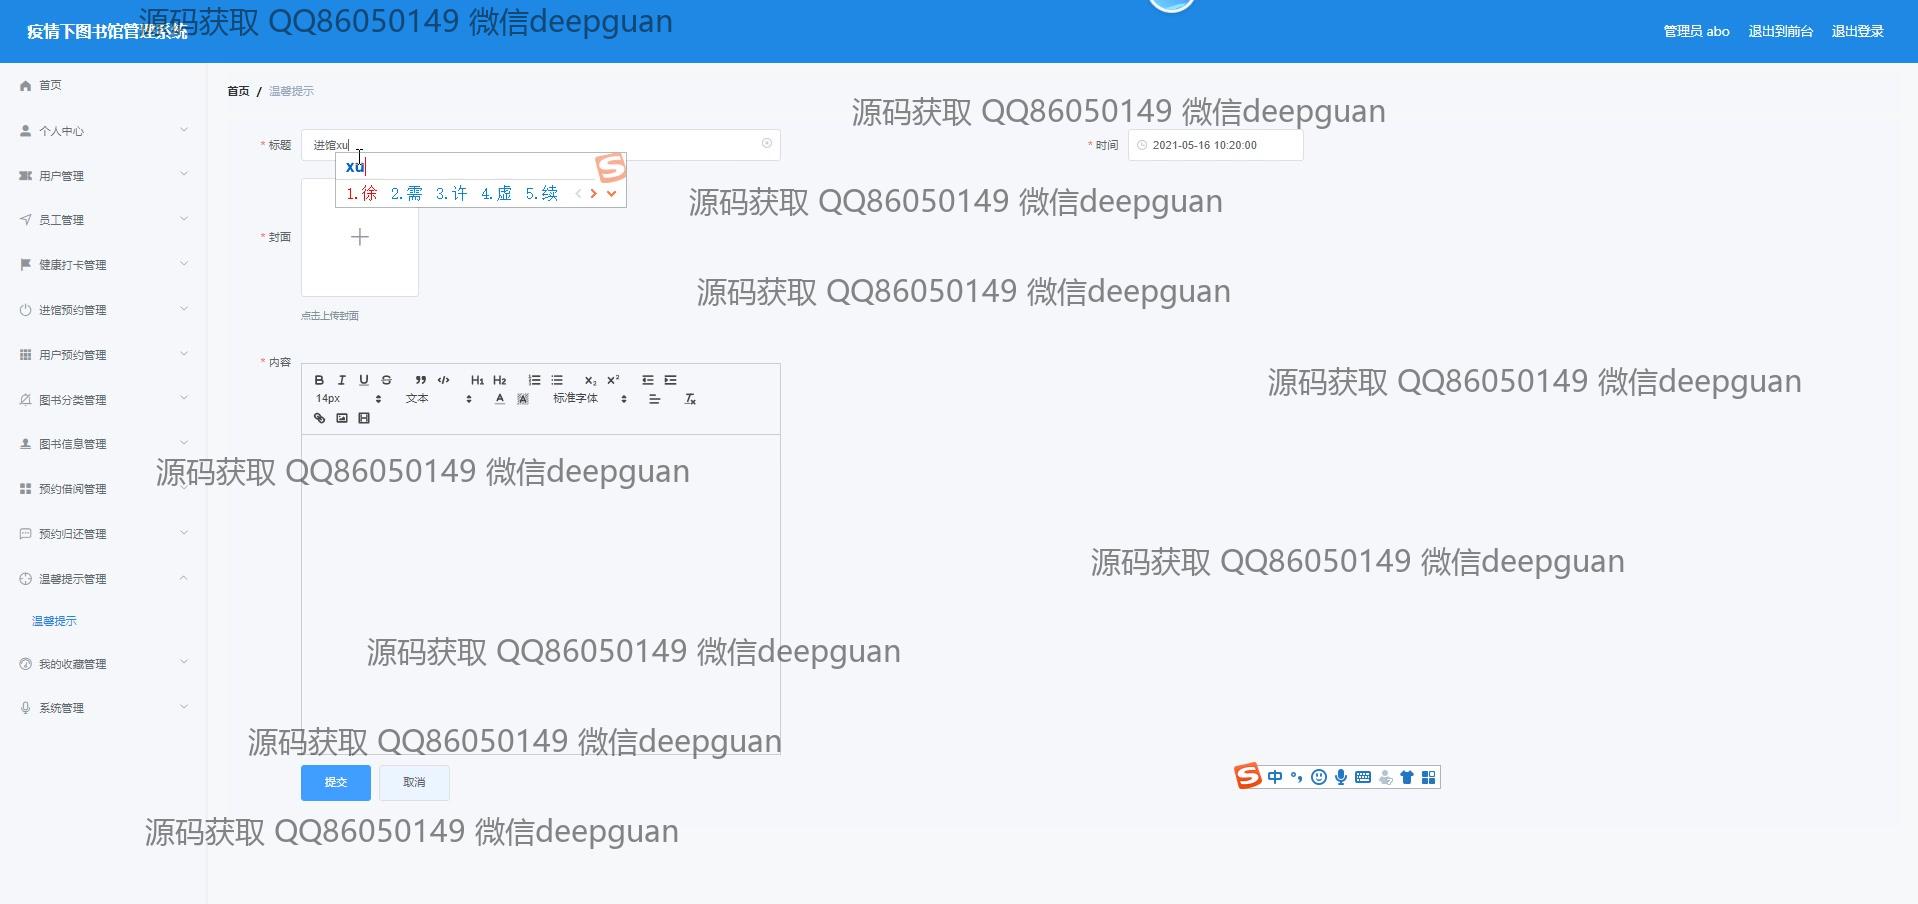 疫情下图书馆管理系统
源码获取 QQ86050149 微信deepguan
管理员 abo 退出到前台 退出登录
首页
个人中心
用户管理
员工管理
健康打卡管理
进馆预约管理
用户预约管理
图书分类管理
图书信息管理
预约借阅管理
预约归还管理
温馨提示管理
温馨提示
我的收藏管理
系统管理
首页 / 温馨提示
源码获取 QQ86050149 微信deepguan
* 标题 进馆xu
* 时间 2021-05-16 10:20:00
xu
1.徐 2.需 3.许 4.虚 5.续
源码获取 QQ86050149 微信deepguan
* 封面
源码获取 QQ86050149 微信deepguan
点击上传封面
* 内容
B I U S H1 H2 X2 X2
14px 文本 A A 标准字体 Tx
源码获取 QQ86050149 微信deepguan
源码获取 QQ86050149 微信deepguan
源码获取 QQ86050149 微信deepguan
源码获取 QQ86050149 微信deepguan
源码获取 QQ86050149 微信deepguan
提交 取消
中
源码获取 QQ86050149 微信deepguan